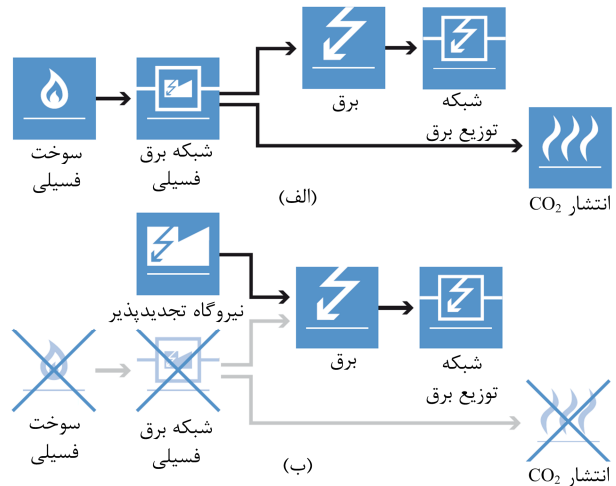 سوخت
فسیلی
شبکه برق
فسیلی
برق
شبکه
توزیع برق
انتشار CO₂
(الف)
نیروگاه تجدیدپذیر
برق
شبکه
توزیع برق
سوخت
فسیلی
شبکه برق
فسیلی
انتشار CO₂
(ب)